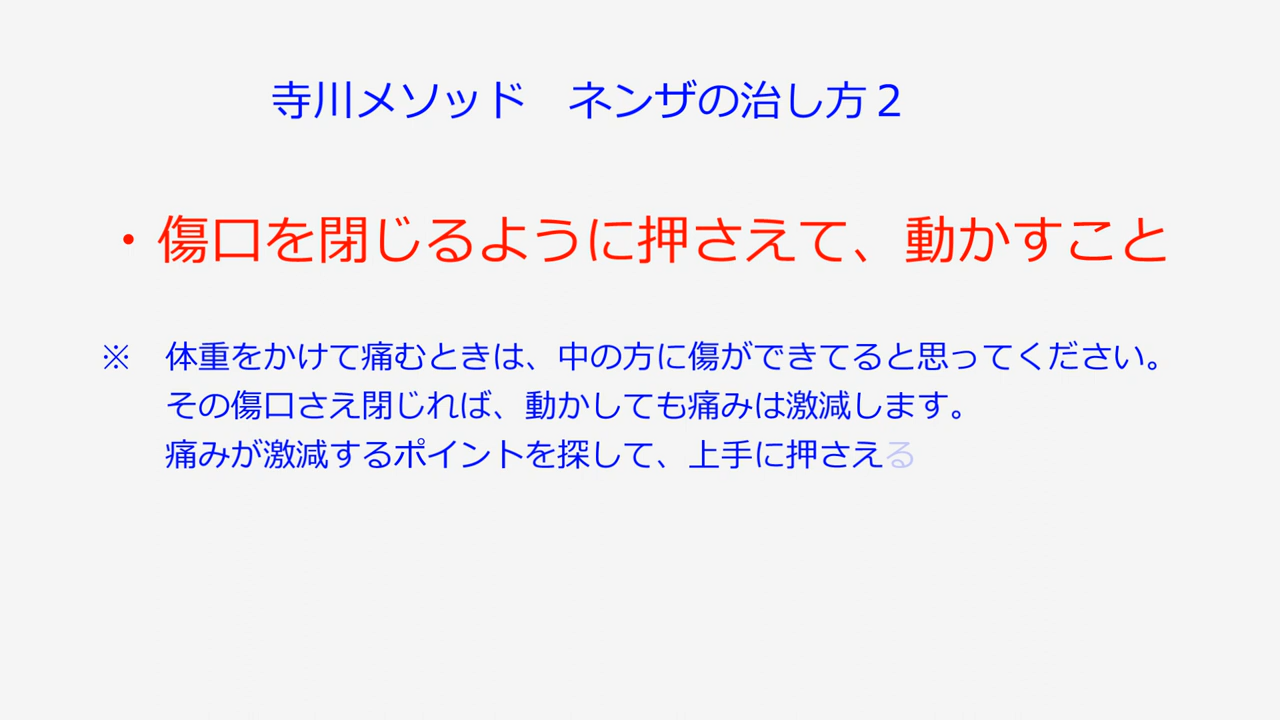 寺川メソッド　ネンザの治し方２
・傷口を閉じるように押さえて、動かすこと
※　体重をかけて痛むときは、中の方に傷ができてると思ってください。
その傷口さえ閉じれば、動かしても痛みは激減します。
痛みが激減するポイントを探して、上手に押さえる